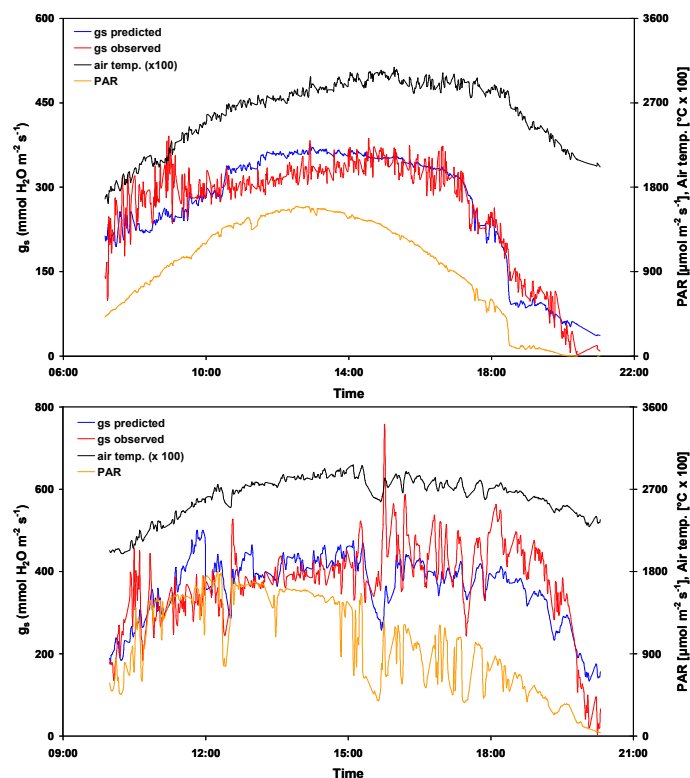 600
3600
gs predicted
gs observed
air temp. (x100)
PAR
450
2700
300
1800
150
900
0
0
06:00
10:00
14:00
18:00
22:00
Time
gs (mmol H2O m-2 s-1)
PAR [µmol m-2 s-1], Air temp. [°C x 100]
800
3600
gs predicted
gs observed
air temp. (x 100)
PAR
600
2700
400
1800
200
900
0
0
09:00
12:00
15:00
18:00
21:00
Time
gs (mmol H2O m-2 s-1)
PAR [µmol m-2 s-1], Air temp. [°C x 100]